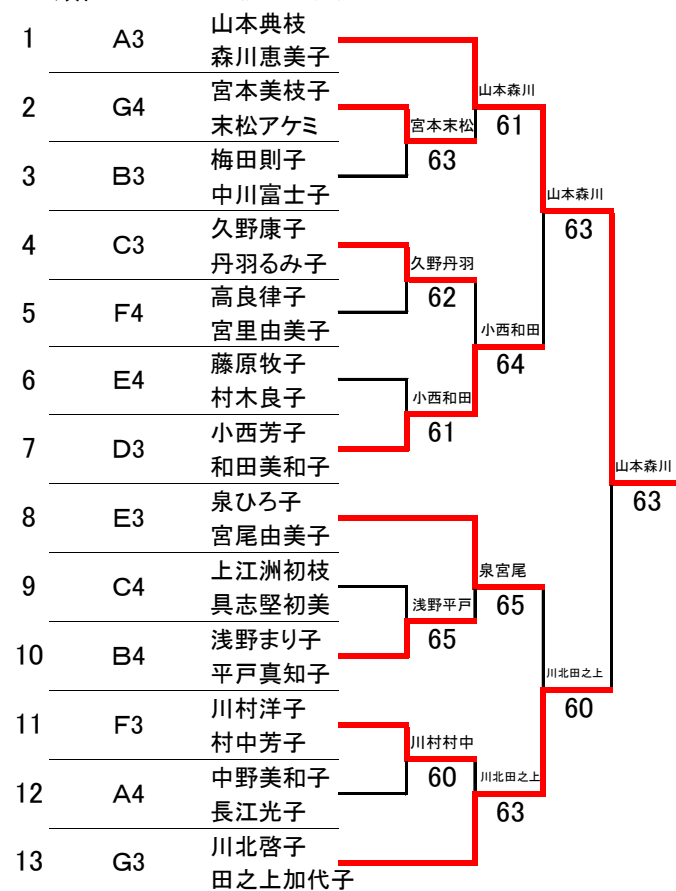 1 A3 山本典枝
森川恵美子
山本森川
2 G4 宮本美枝子
末松アケミ
宮本末松
61
63
3 B3 梅田則子
中川富士子
山本森川
63
4 C3 久野康子
丹羽るみ子
久野丹羽
62
5 F4 高良律子
宮里由美子
小西和田
64
6 E4 藤原牧子
村木良子
小西和田
61
7 D3 小西芳子
和田美和子
山本森川
63
8 E3 泉ひろ子
宮尾由美子
泉宮尾
65
9 C4 上江洲初枝
具志堅初美
浅野平戸
65
10 B4 浅野まり子
平戸真知子
川北田之上
60
11 F3 川村洋子
村中芳子
川村村中
60
12 A4 中野美和子
長江光子
川北田之上
63
13 G3 川北啓子
田之上加代子